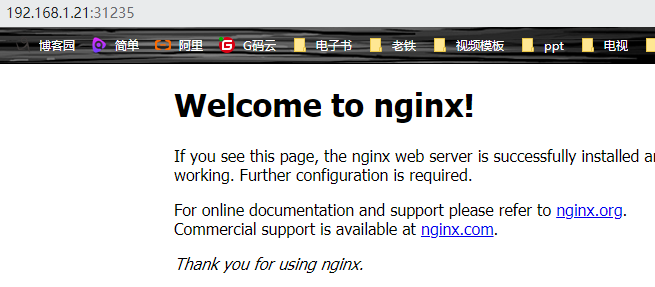 192.168.1.21:31235
博客园 简单 阿里 G码云 电子书 老铁 视频模板 ppt 电视
Welcome to nginx!
If you see this page, the nginx web server is successfully installed an
working. Further configuration is required.
For online documentation and support please refer to nginx.org.
Commercial support is available at nginx.com.
Thank you for using nginx.